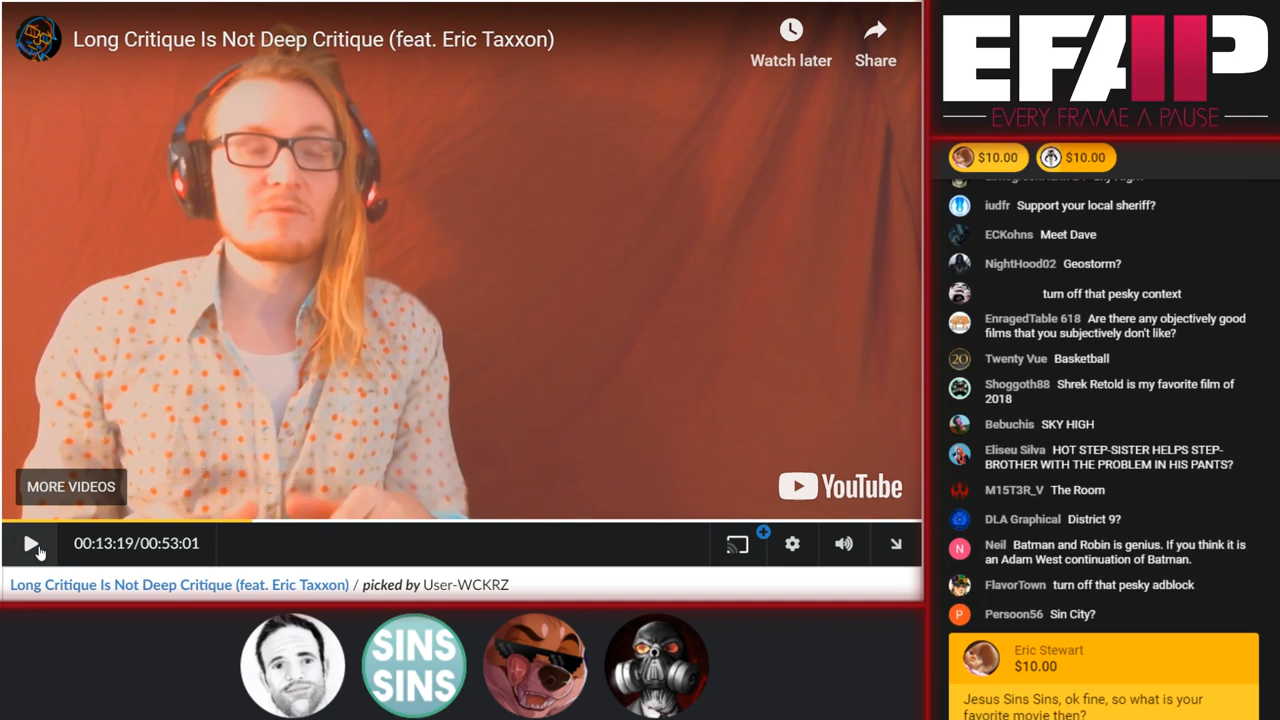 Long Critique Is Not Deep Critique (feat. Eric Taxxon)
Watch later
Share
MORE VIDEOS
YouTube
00:13:19/00:53:01
Long Critique Is Not Deep Critique (feat. Eric Taxxon) / picked by User-WCKRZ
SINS
SINS
EFAP
EVERY FRAME A PAUSE
$10.00
$10.00
iudfr Support your local sheriff?
ECKohns Meet Dave
NightHood02 Geostorm?
turn off that pesky context
EnragedTable 618 Are there any objectively good
films that you subjectively don't like?
20
Twenty Vue Basketball
Shoggoth88 Shrek Retold is my favorite film of
2018
Bebuchis SKY HIGH
Eliseu Silva HOT STEP-SISTER HELPS STEP-
BROTHER WITH THE PROBLEM IN HIS PANTS?
M15T3R_V The Room
DLA Graphical District 9?
N
Neil Batman and Robin is genius. If you think it is
an Adam West continuation of Batman.
FlavorTown turn off that pesky adblock
P
Persoon56 Sin City?
Eric Stewart
$10.00
Jesus Sins Sins, ok fine, so what is your
favorite movie then?